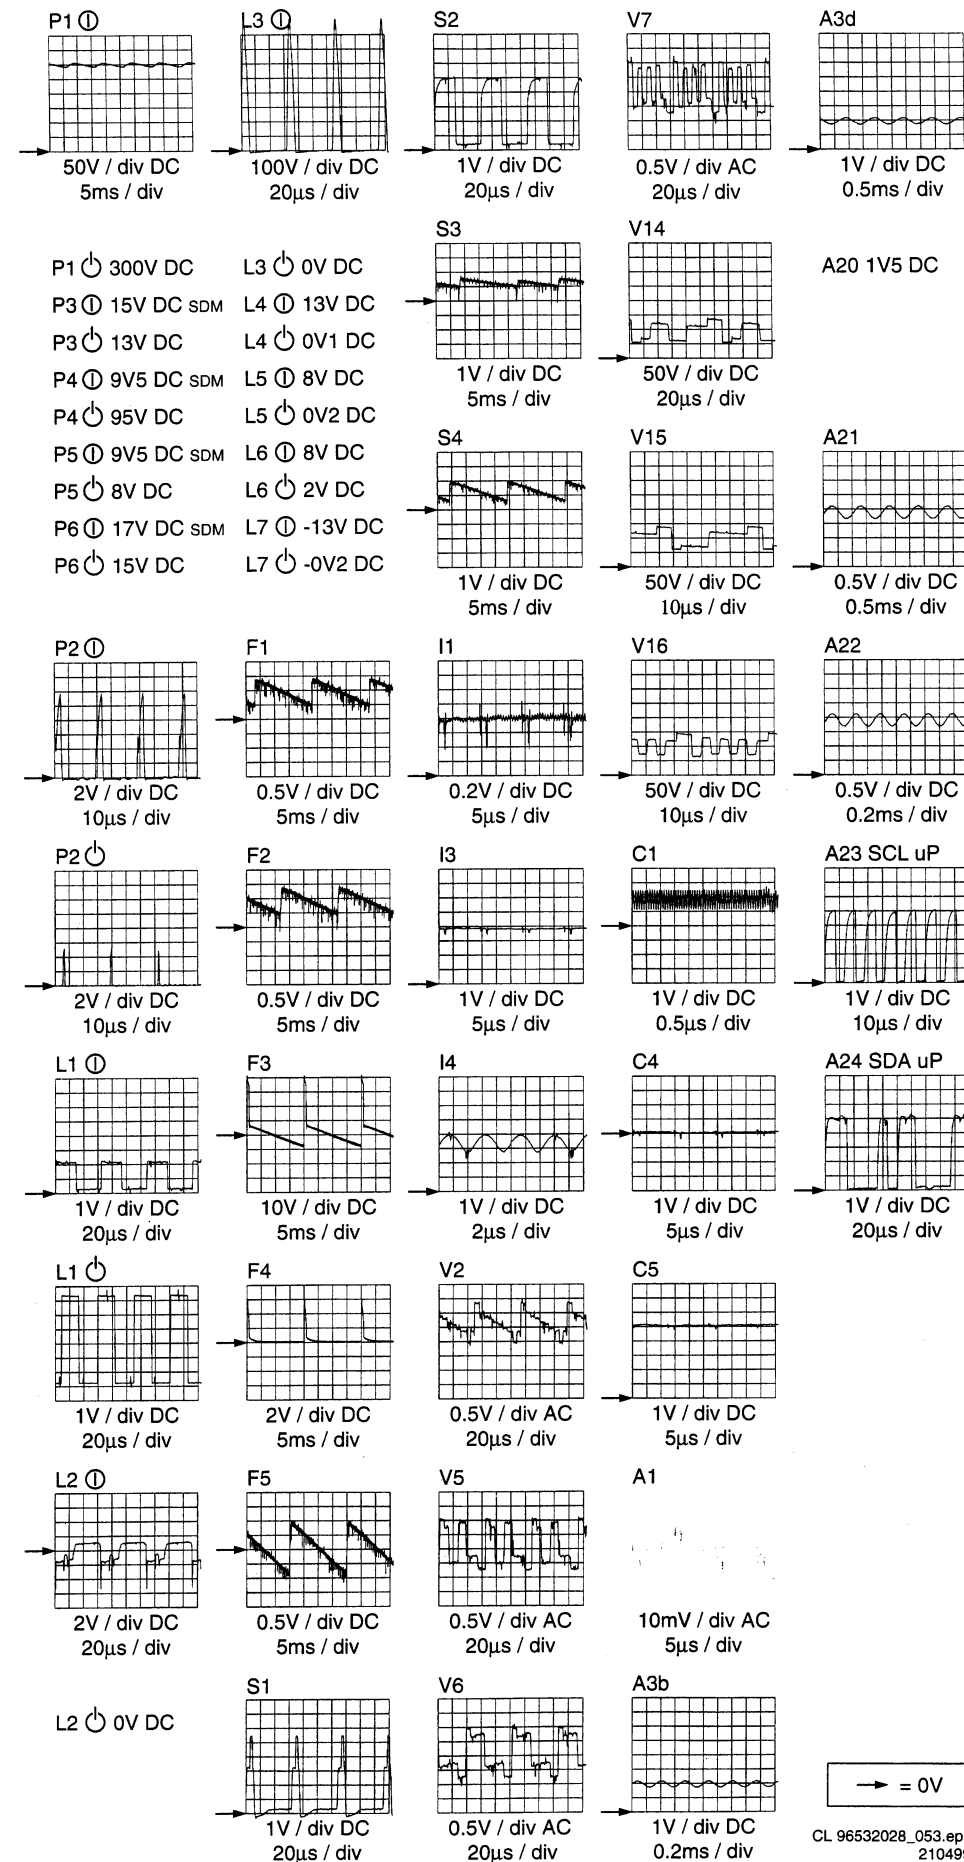 P1 ⏼ L3 ⏼ S2 V7 A3d
50V / div DC 100V / div DC 1V / div DC 0.5V / div AC 1V / div DC
5ms / div 20µs / div 20µs / div 20µs / div 0.5ms / div
S3 V14
P1 ⏻ 300V DC L3 ⏻ 0V DC A20 1V5 DC
P3 ⏼ 15V DC SDM L4 ⏼ 13V DC
P3 ⏻ 13V DC L4 ⏻ 0V1 DC
1V / div DC 50V / div DC
P4 ⏼ 9V5 DC SDM L5 ⏼ 8V DC
5ms / div 20µs / div
P4 ⏻ 95V DC L5 ⏻ 0V2 DC
S4 V15 A21
P5 ⏼ 9V5 DC SDM L6 ⏼ 8V DC
P5 ⏻ 8V DC L6 ⏻ 2V DC
P6 ⏼ 17V DC SDM L7 ⏼ -13V DC
P6 ⏻ 15V DC L7 ⏻ -0V2 DC
1V / div DC 50V / div DC 0.5V / div DC
5ms / div 10µs / div 0.5ms / div
P2 ⏼ F1 I1 V16 A22
2V / div DC 0.5V / div DC 0.2V / div DC 50V / div DC 0.5V / div DC
10µs / div 5ms / div 5µs / div 10µs / div 0.2ms / div
P2 ⏻ F2 I3 C1 A23 SCL uP
2V / div DC 0.5V / div DC 1V / div DC 1V / div DC 1V / div DC
10µs / div 5ms / div 5µs / div 0.5µs / div 10µs / div
L1 ⏼ F3 I4 C4 A24 SDA uP
1V / div DC 10V / div DC 1V / div DC 1V / div DC 1V / div DC
20µs / div 5ms / div 2µs / div 5µs / div 20µs / div
L1 ⏻ F4 V2 C5
1V / div DC 2V / div DC 0.5V / div AC 1V / div DC
20µs / div 5ms / div 20µs / div 5µs / div
L2 ⏼ F5 V5 A1
2V / div DC 0.5V / div DC 0.5V / div AC 10mV / div AC
20µs / div 5ms / div 20µs / div 5µs / div
S1 V6 A3b
L2 ⏻ 0V DC
= 0V
1V / div DC 0.5V / div AC 1V / div DC
20µs / div 20µs / div 0.2ms / div
CL 96532028_053.ep
210499